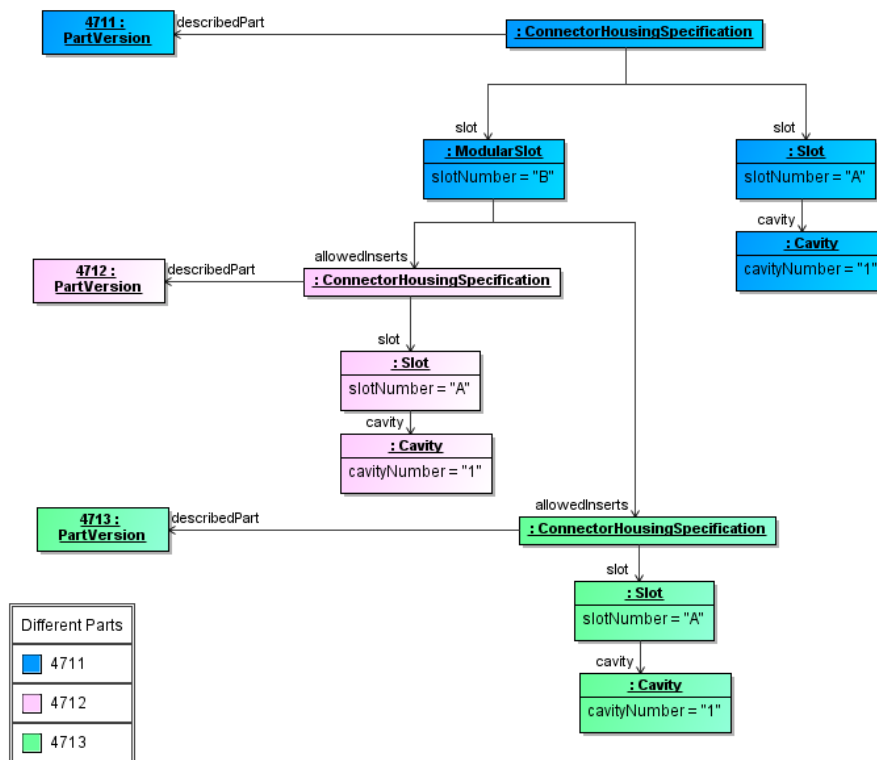 4711 :
PartVersion
describedPart
: ConnectorHousingSpecification
slot
slot
: ModularSlot
slotNumber = "B"
: Slot
slotNumber = "A"
cavity
: Cavity
cavityNumber = "1"
allowedInserts
4712 :
PartVersion
describedPart
: ConnectorHousingSpecification
slot
: Slot
slotNumber = "A"
cavity
: Cavity
cavityNumber = "1"
allowedInserts
4713 :
PartVersion
describedPart
: ConnectorHousingSpecification
slot
: Slot
slotNumber = "A"
cavity
: Cavity
cavityNumber = "1"
Different Parts
4711
4712
4713